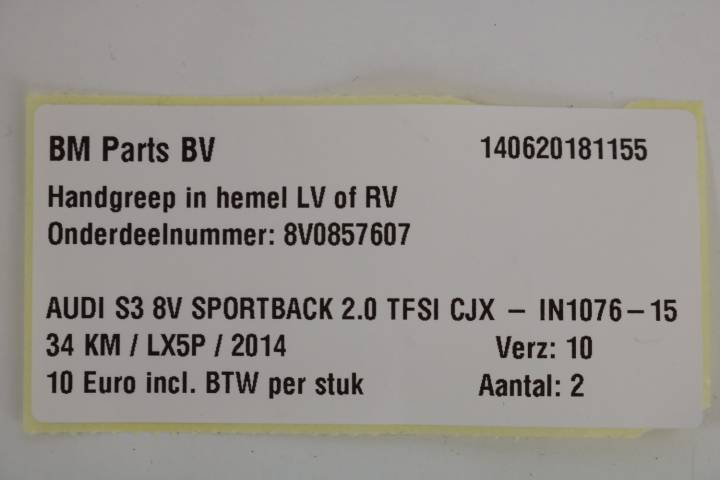 BM Parts BV 140620181155
Handgreep in hemel LV of RV
Onderdeelnummer: 8V0857607
AUDI S3 8V SPORTBACK 2.0 TFSI CJX – IN1076–15
34 KM / LX5P / 2014 Verz: 10
10 Euro incl. BTW per stuk Aantal: 2